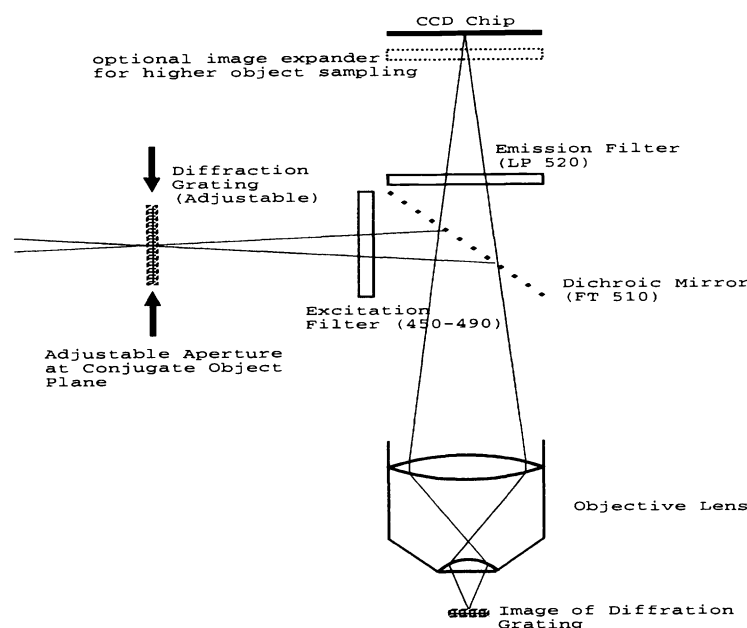 CCD Chip
optional image expander
for higher object sampling
Emission Filter
(LP 520)
Diffraction
Grating
(Adjustable)
Dichroic Mirror
(FT 510)
Excitation
Filter (450-490)
Adjustable Aperture
at Conjugate Object
Plane
Objective Lens
Image of Diffration
Grating